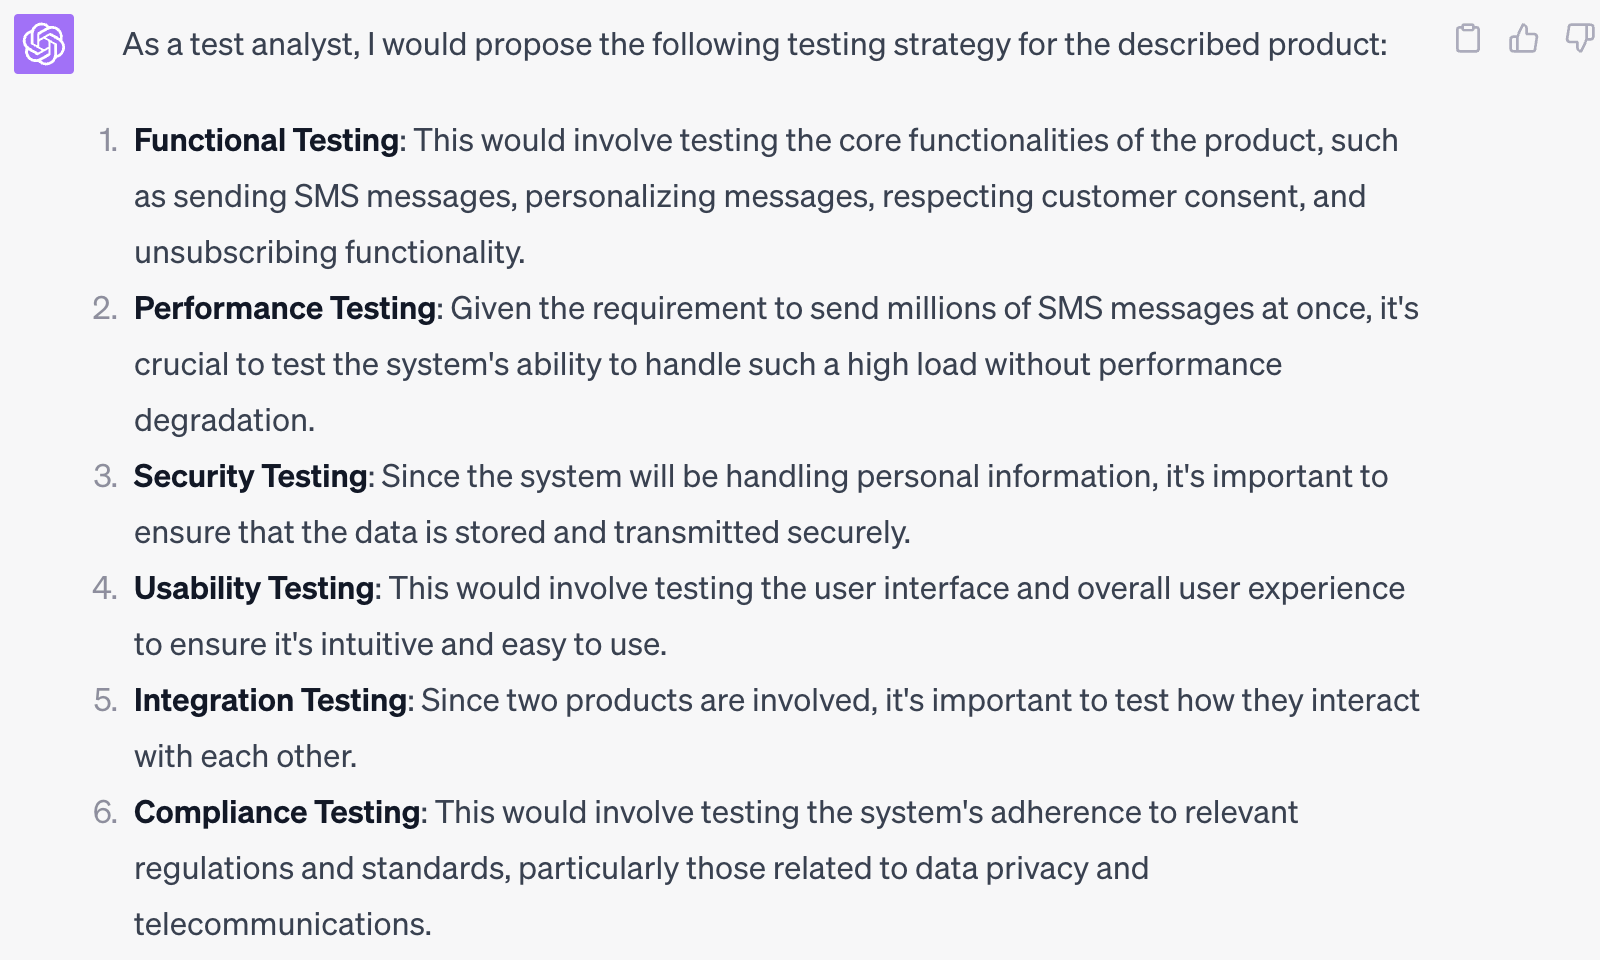 As a test analyst, I would propose the following testing strategy for the described product:
1. Functional Testing: This would involve testing the core functionalities of the product, such
as sending SMS messages, personalizing messages, respecting customer consent, and
unsubscribing functionality.
2. Performance Testing: Given the requirement to send millions of SMS messages at once, it's
crucial to test the system's ability to handle such a high load without performance
degradation.
3. Security Testing: Since the system will be handling personal information, it's important to
ensure that the data is stored and transmitted securely.
4. Usability Testing: This would involve testing the user interface and overall user experience
to ensure it's intuitive and easy to use.
5. Integration Testing: Since two products are involved, it's important to test how they interact
with each other.
6. Compliance Testing: This would involve testing the system's adherence to relevant
regulations and standards, particularly those related to data privacy and
telecommunications.